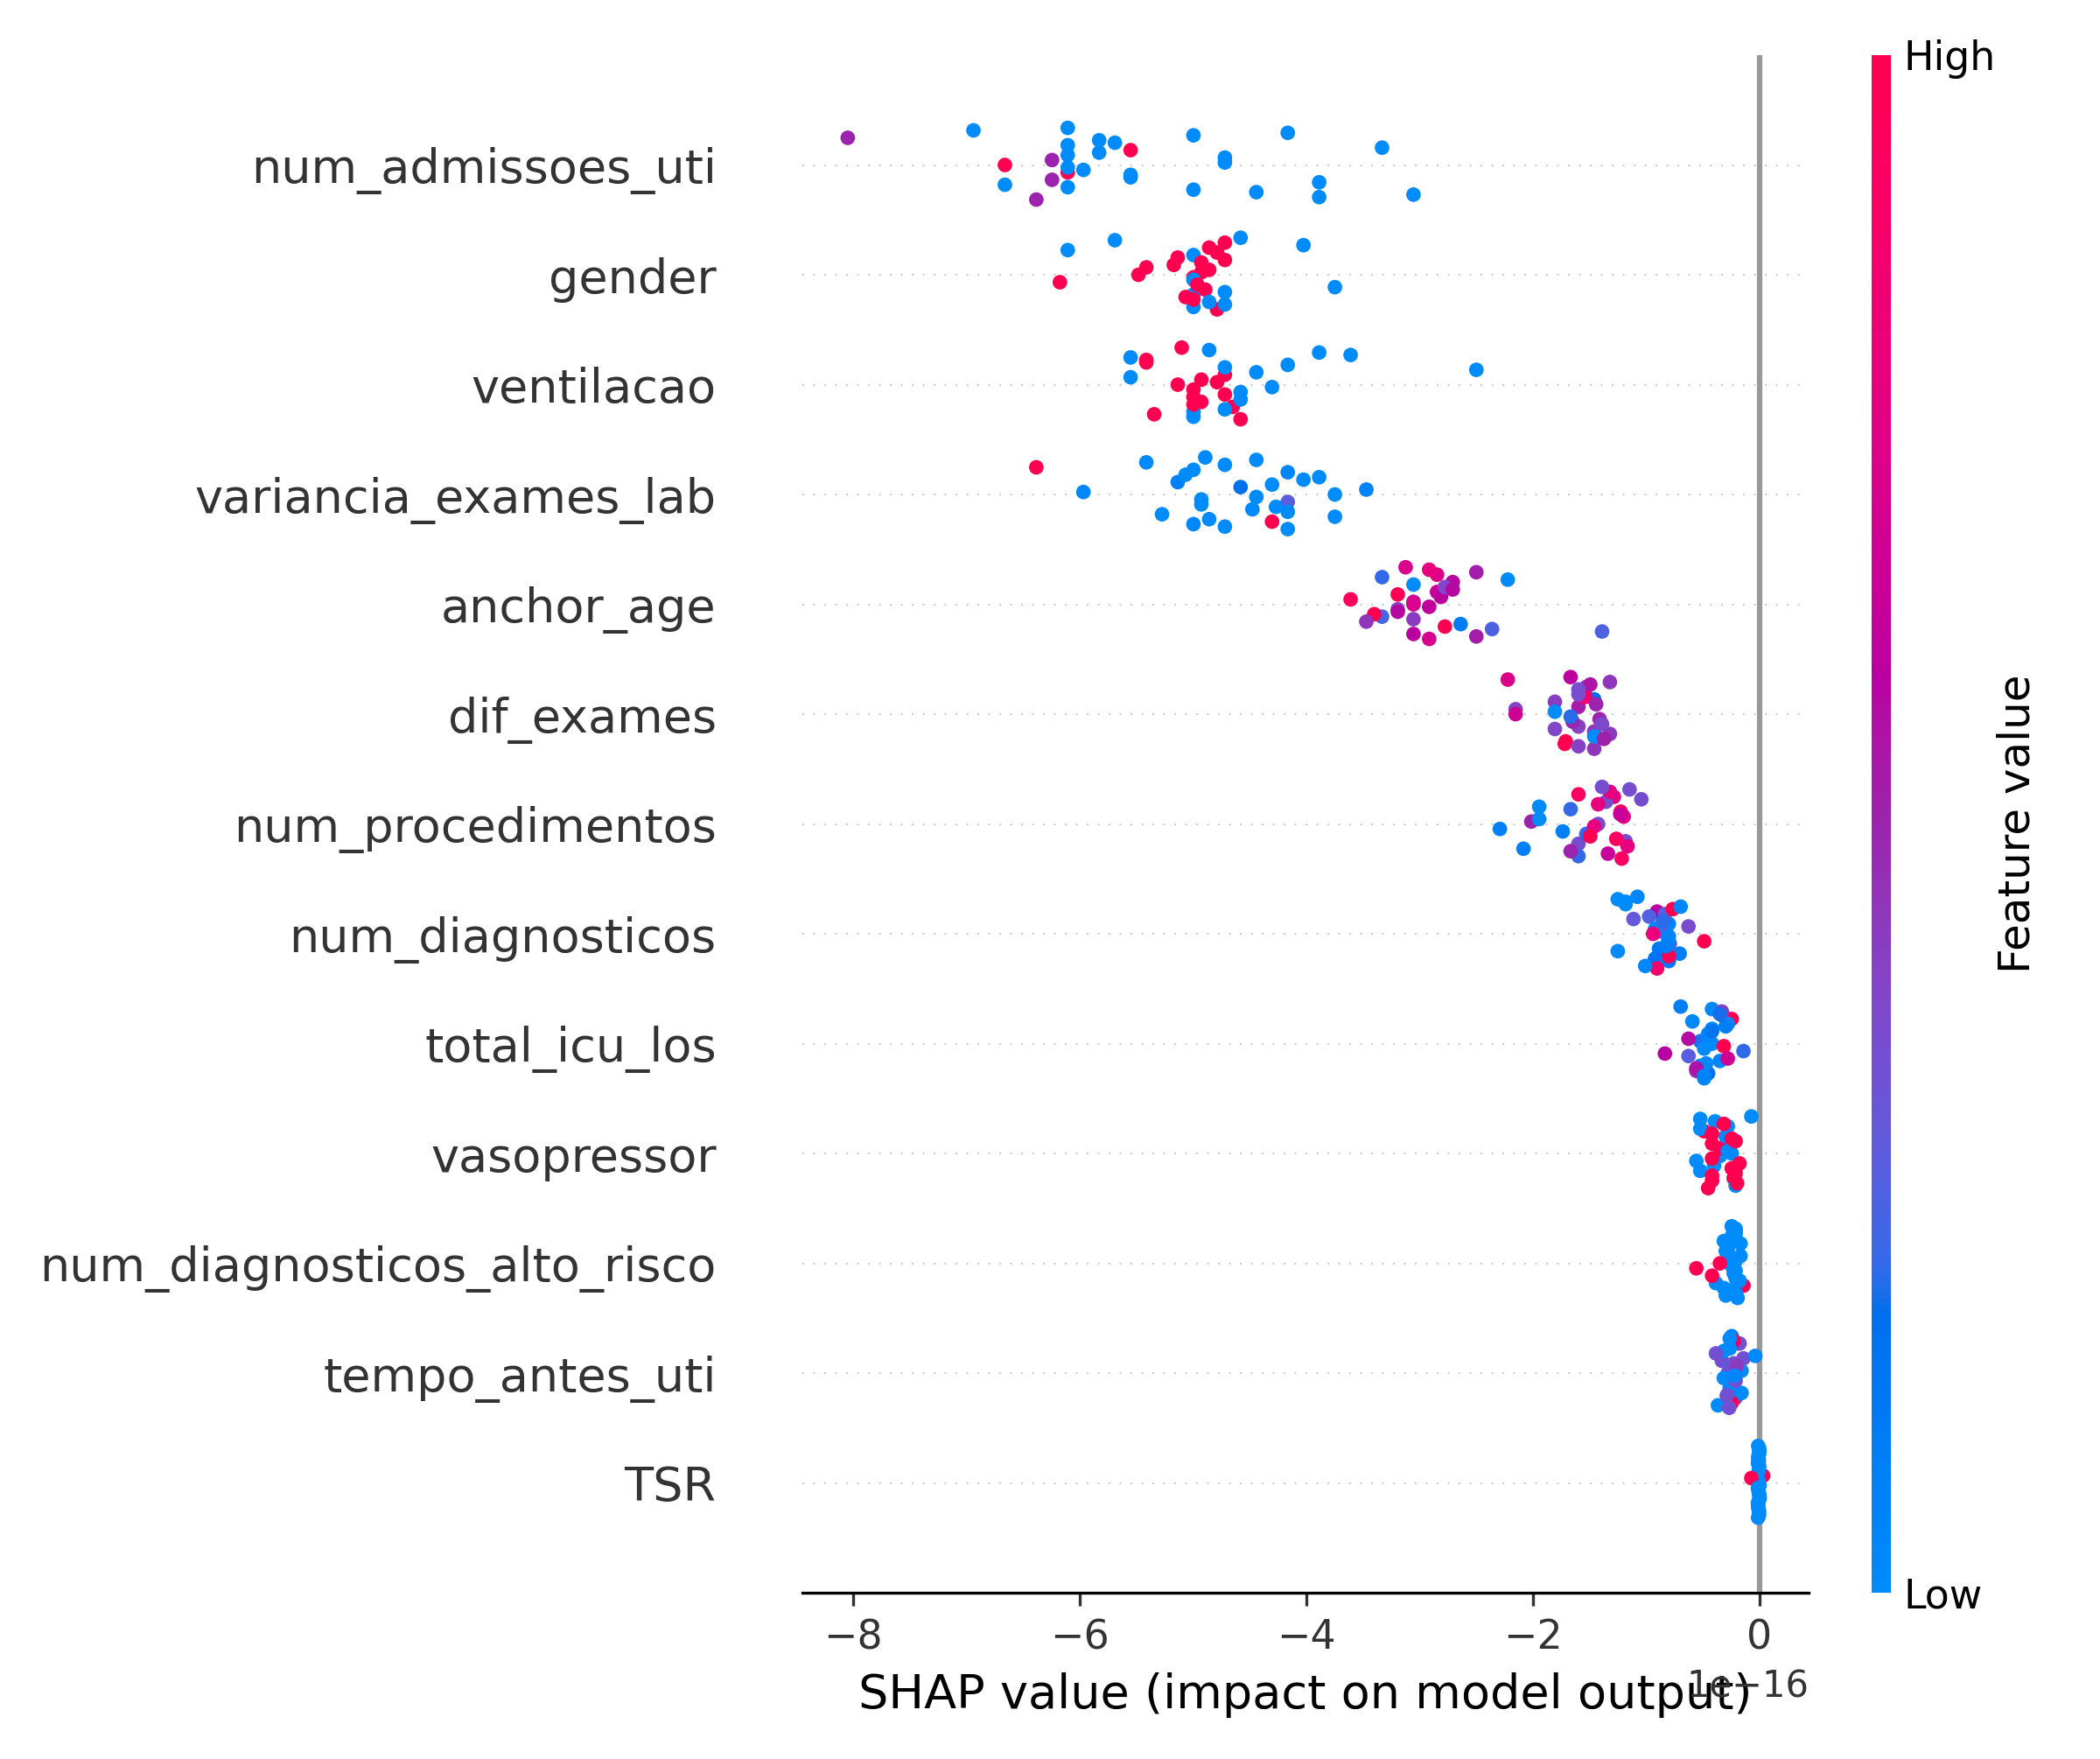 High
num_admissoes_uti
gender
ventilacao
variancia_exames_lab
anchor_age
dif_exames
num_procedimentos
num_diagnosticos
total_icu_los
vasopressor
num_diagnosticos_alto_risco
tempo_antes_uti
TSR
Feature value
Low
−8 −6 −4 −2 0
1e−16
SHAP value (impact on model output)